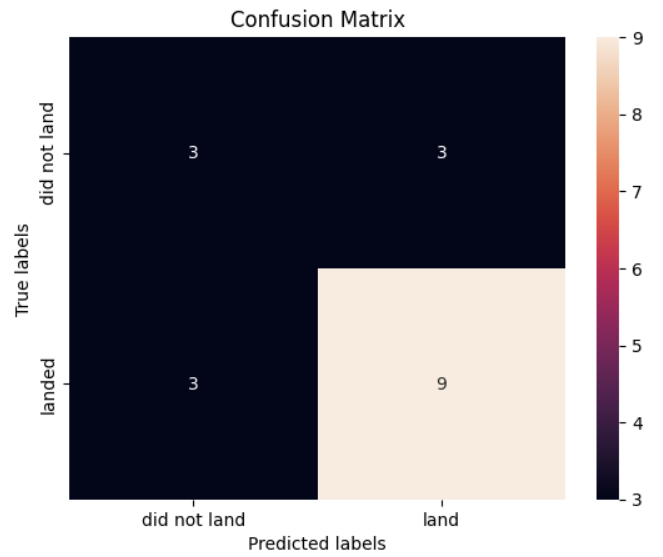 Confusion Matrix
True labels
did not land
landed
3
3
3
9
did not land
land
Predicted labels
9
8
7
6
5
4
3